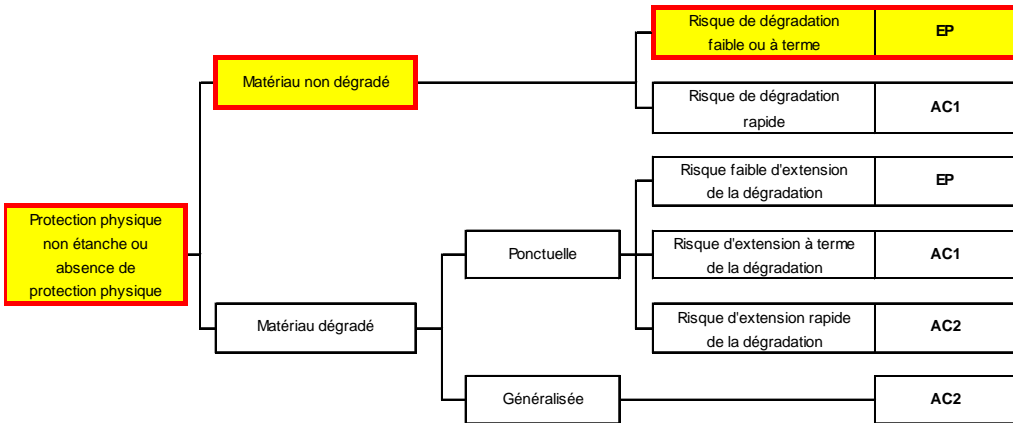 Risque de dégradation
faible ou à terme
EP
Matériau non dégradé
Risque de dégradation
rapide
AC1
Risque faible d'extension
de la dégradation
EP
Protection physique
non étanche ou
absence de
protection physique
Ponctuelle
Risque d'extension à terme
de la dégradation
AC1
Matériau dégradé
Risque d'extension rapide
de la dégradation
AC2
Généralisée
AC2